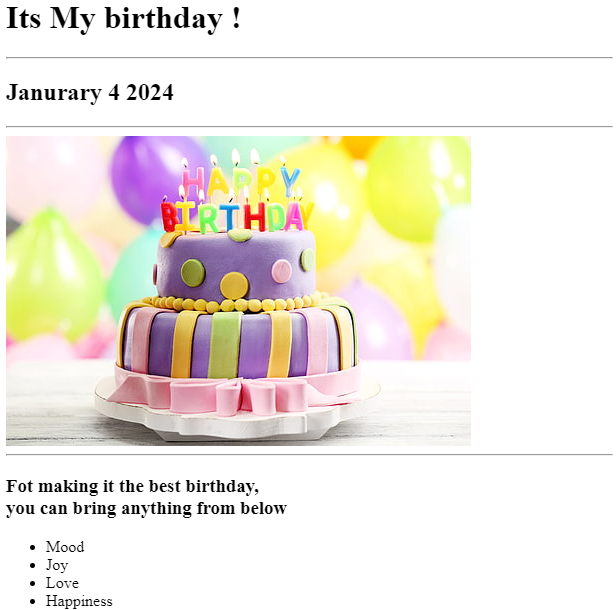 Its My birthday !
Janurary 4 2024
HAPPY
BIRTHDAY
Fot making it the best birthday,
you can bring anything from below
Mood
Joy
Love
Happiness